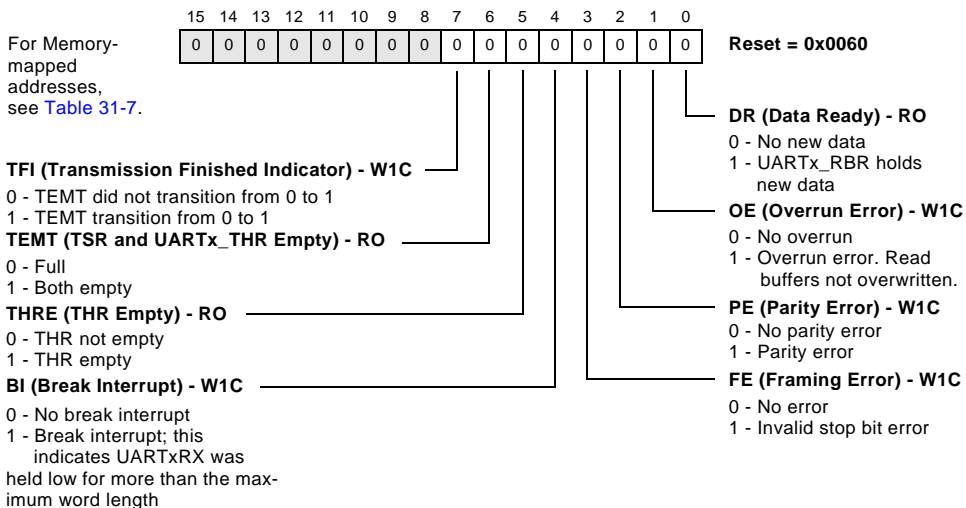 15 14 13 12 11 10 9 8 7 6 5 4 3 2 1 0
For Memory-
mapped
addresses,
see Table 31-7.
0 0 0 0 0 0 0 0 0 0 0 0 0 0 0 0
Reset = 0x0060
TFI (Transmission Finished Indicator) - W1C
0 - TEMT did not transition from 0 to 1
1 - TEMT transition from 0 to 1
TEMT (TSR and UARTx_THR Empty) - RO
0 - Full
1 - Both empty
THRE (THR Empty) - RO
0 - THR not empty
1 - THR empty
BI (Break Interrupt) - W1C
0 - No break interrupt
1 - Break interrupt; this
indicates UARTxRX was
held low for more than the max-
imum word length
DR (Data Ready) - RO
0 - No new data
1 - UARTx_RBR holds
new data
OE (Overrun Error) - W1C
0 - No overrun
1 - Overrun error. Read
buffers not overwritten.
PE (Parity Error) - W1C
0 - No parity error
1 - Parity error
FE (Framing Error) - W1C
0 - No error
1 - Invalid stop bit error